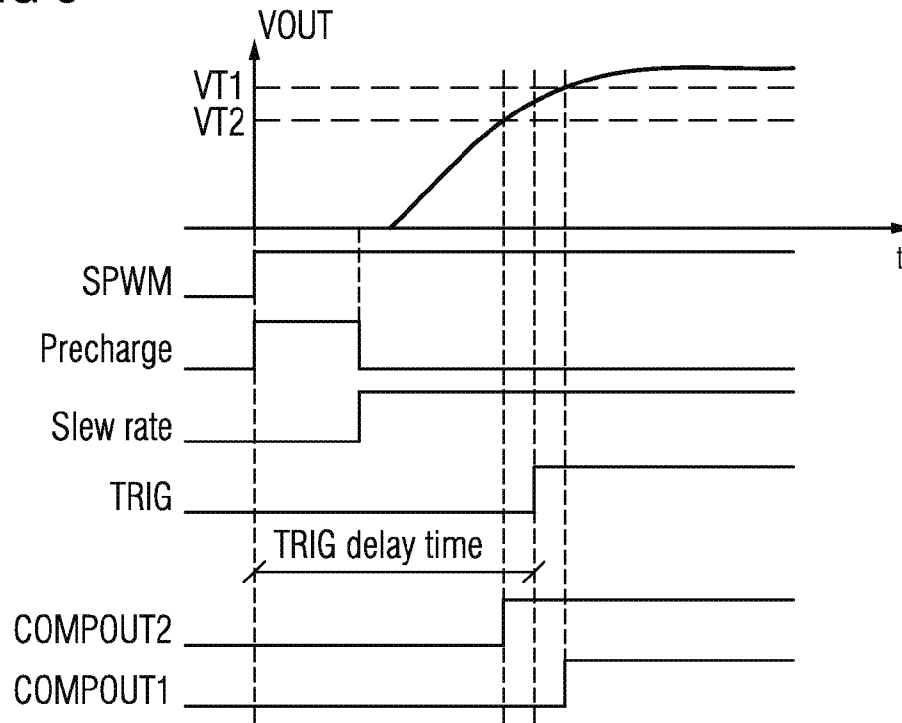 VOUT
VT1
VT2
t
SPWM
Precharge
Slew rate
TRIG
TRIG delay time
COMPOUT2
COMPOUT1